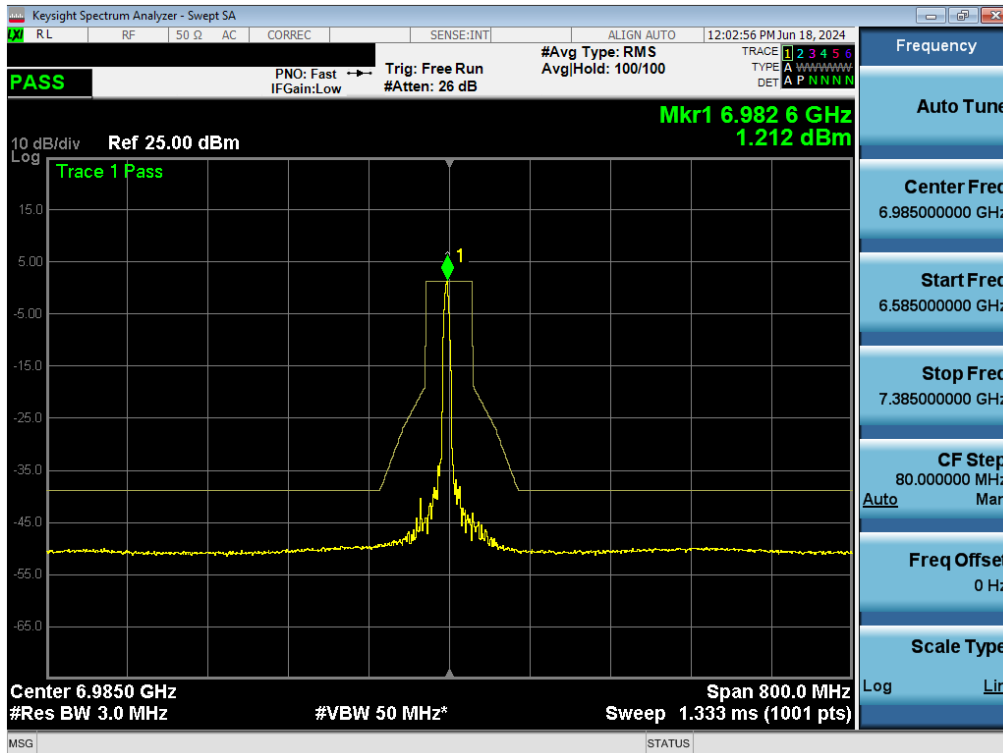 Keysight Spectrum Analyzer - Swept SA
LXI RL RF 50 Ω AC CORREC SENSE:INT ALIGN AUTO 12:02:56 PM Jun 18, 2024
PASS
PNO: Fast
IFGain:Low
Trig: Free Run
#Atten: 26 dB
#Avg Type: RMS
Avg|Hold: 100/100
TRACE 1 2 3 4 5 6
TYPE A W W W W W
DET A P N N N N
Mkr1 6.982 6 GHz
1.212 dBm
10 dB/div Ref 25.00 dBm
Log
Trace 1 Pass
1
15.0
5.00
-5.00
-15.0
-25.0
-35.0
-45.0
-55.0
-65.0
Center 6.9850 GHz Span 800.0 MHz
#Res BW 3.0 MHz #VBW 50 MHz* Sweep 1.333 ms (1001 pts)
MSG STATUS
Frequency
Auto Tune
Center Freq
6.985000000 GHz
Start Freq
6.585000000 GHz
Stop Freq
7.385000000 GHz
CF Step
80.000000 MHz
Auto Man
Freq Offset
0 Hz
Scale Type
Log Lin